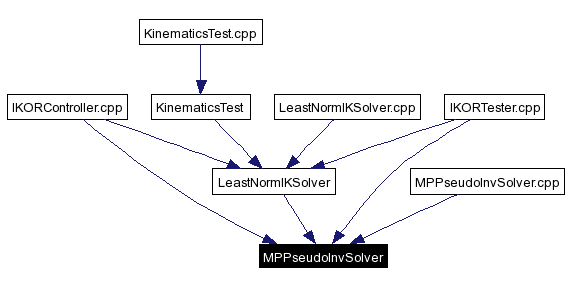 KinematicsTest.cpp
IKORController.cpp
KinematicsTest
LeastNormIKSolver.cpp
IKORTester.cpp
LeastNormIKSolver
MPPseudoInvSolver.cpp
MPPseudoInvSolver